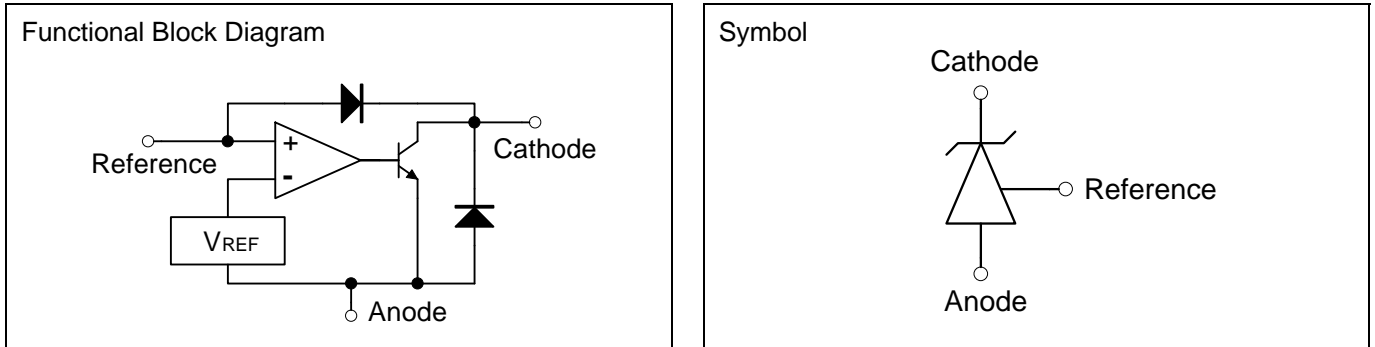 Functional Block Diagram
Reference
+
-
Cathode
VREF
Anode
Symbol
Cathode
Reference
Anode